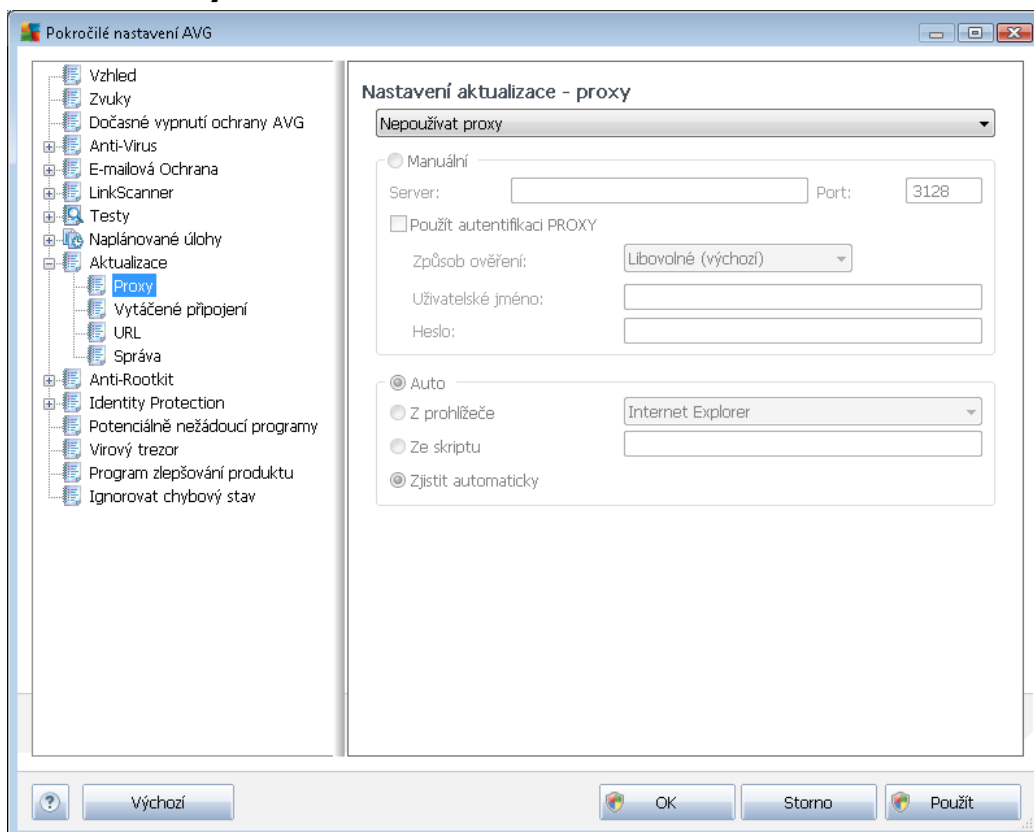 Pokročilé nastavení AVG
Vzhled
Zvuky
Dočasné vypnutí ochrany AVG
Anti-Virus
E-mailová Ochrana
LinkScanner
Testy
Naplánované úlohy
Aktualizace
Proxy
Vytáčené připojení
URL
Správa
Anti-Rootkit
Identity Protection
Potenciálně nežádoucí programy
Virový trezor
Program zlepšování produktu
Ignorovat chybový stav
Nastavení aktualizace - proxy
Nepoužívat proxy
Manuální
Server: Port: 3128
Použít autentifikaci PROXY
Způsob ověření: Libovolné (výchozí)
Uživatelské jméno:
Heslo:
Auto
Z prohlížeče Internet Explorer
Ze skriptu
Zjistit automaticky
? Výchozí OK Storno Použít